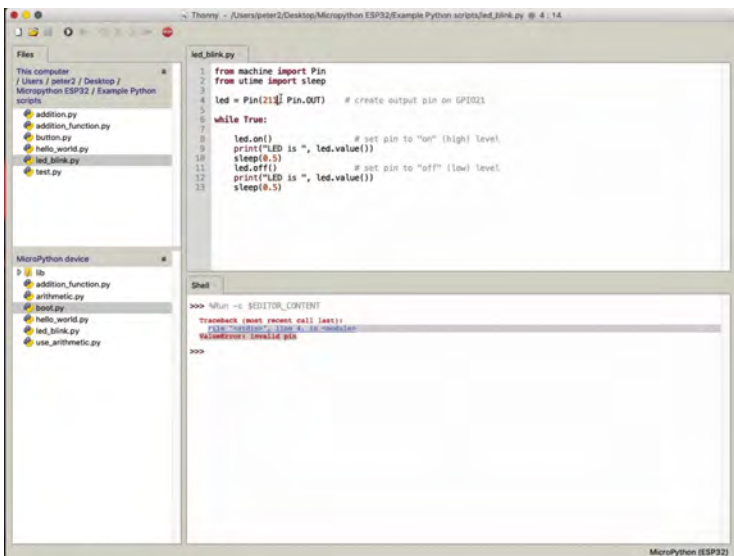 Thonny - /Users/peter2/Desktop/Micropython ESP32/Example Python scripts/led_blink.py @ 4 : 14
Files
This computer
/ Users / peter2 / Desktop /
Micropython ESP32 / Example Python
scripts
addition.py
addition_function.py
button.py
hello_world.py
led_blink.py
test.py
MicroPython device
lib
addition_function.py
arithmetic.py
boot.py
hello_world.py
led_blink.py
use_arithmetic.py
led_blink.py
1 from machine import Pin
2 from utime import sleep
3
4 led = Pin(211, Pin.OUT) # create output pin on GPIO21
5
6 while True:
7
8 led.on() # set pin to "on" (high) level
9 print("LED is ", led.value())
10 sleep(0.5)
11 led.off() # set pin to "off" (low) level
12 print("LED is ", led.value())
13 sleep(0.5)
Shell
>>> %Run -c $EDITOR_CONTENT
Traceback (most recent call last):
File "<stdin>", line 4, in <module>
ValueError: invalid pin
>>>
MicroPython (ESP32)